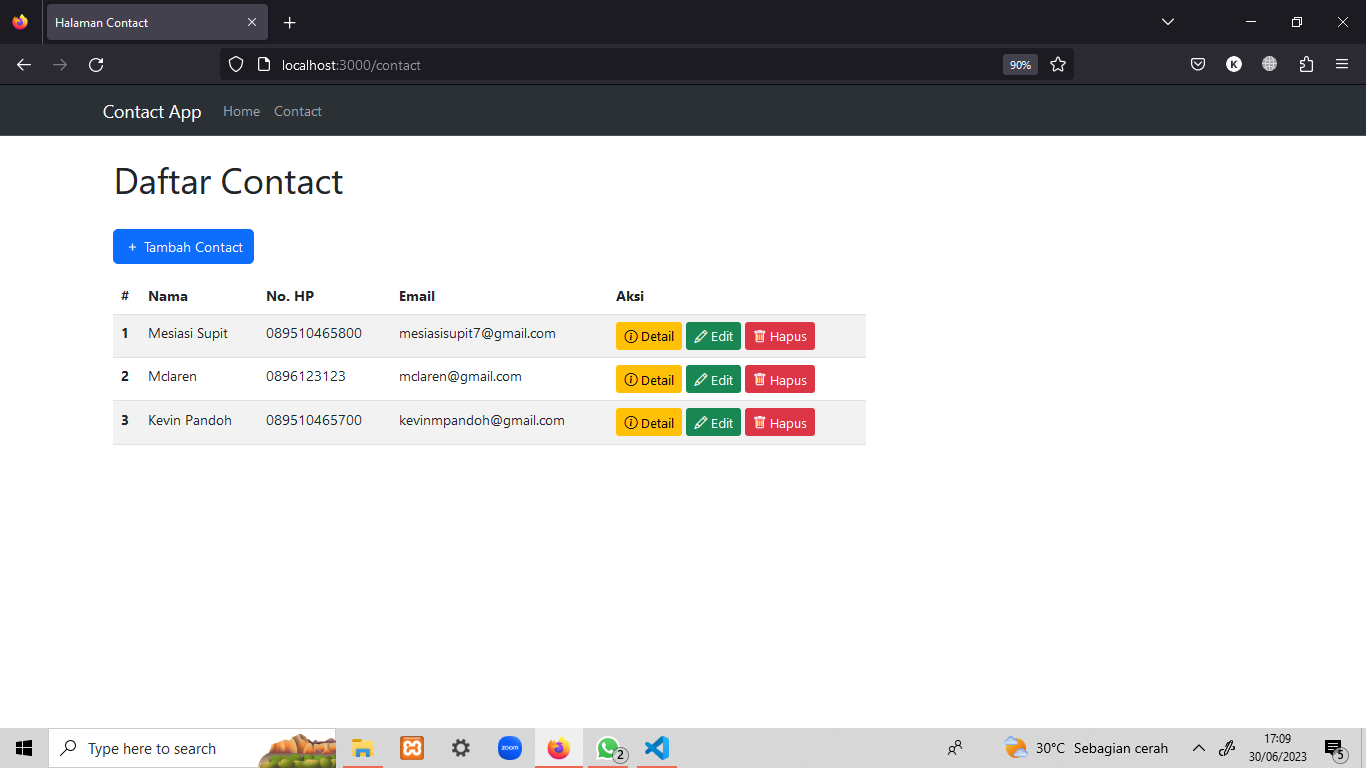 Halaman Contact
localhost:3000/contact
90%
K
Contact App Home Contact
Daftar Contact
+ Tambah Contact
# Nama No. HP Email Aksi
1 Mesiasi Supit 089510465800 mesiasisupit7@gmail.com Detail Edit Hapus
2 Mclaren 0896123123 mclaren@gmail.com Detail Edit Hapus
3 Kevin Pandoh 089510465700 kevinmpandoh@gmail.com Detail Edit Hapus
Type here to search
zoom
2
30°C Sebagian cerah
17:09
30/06/2023
5